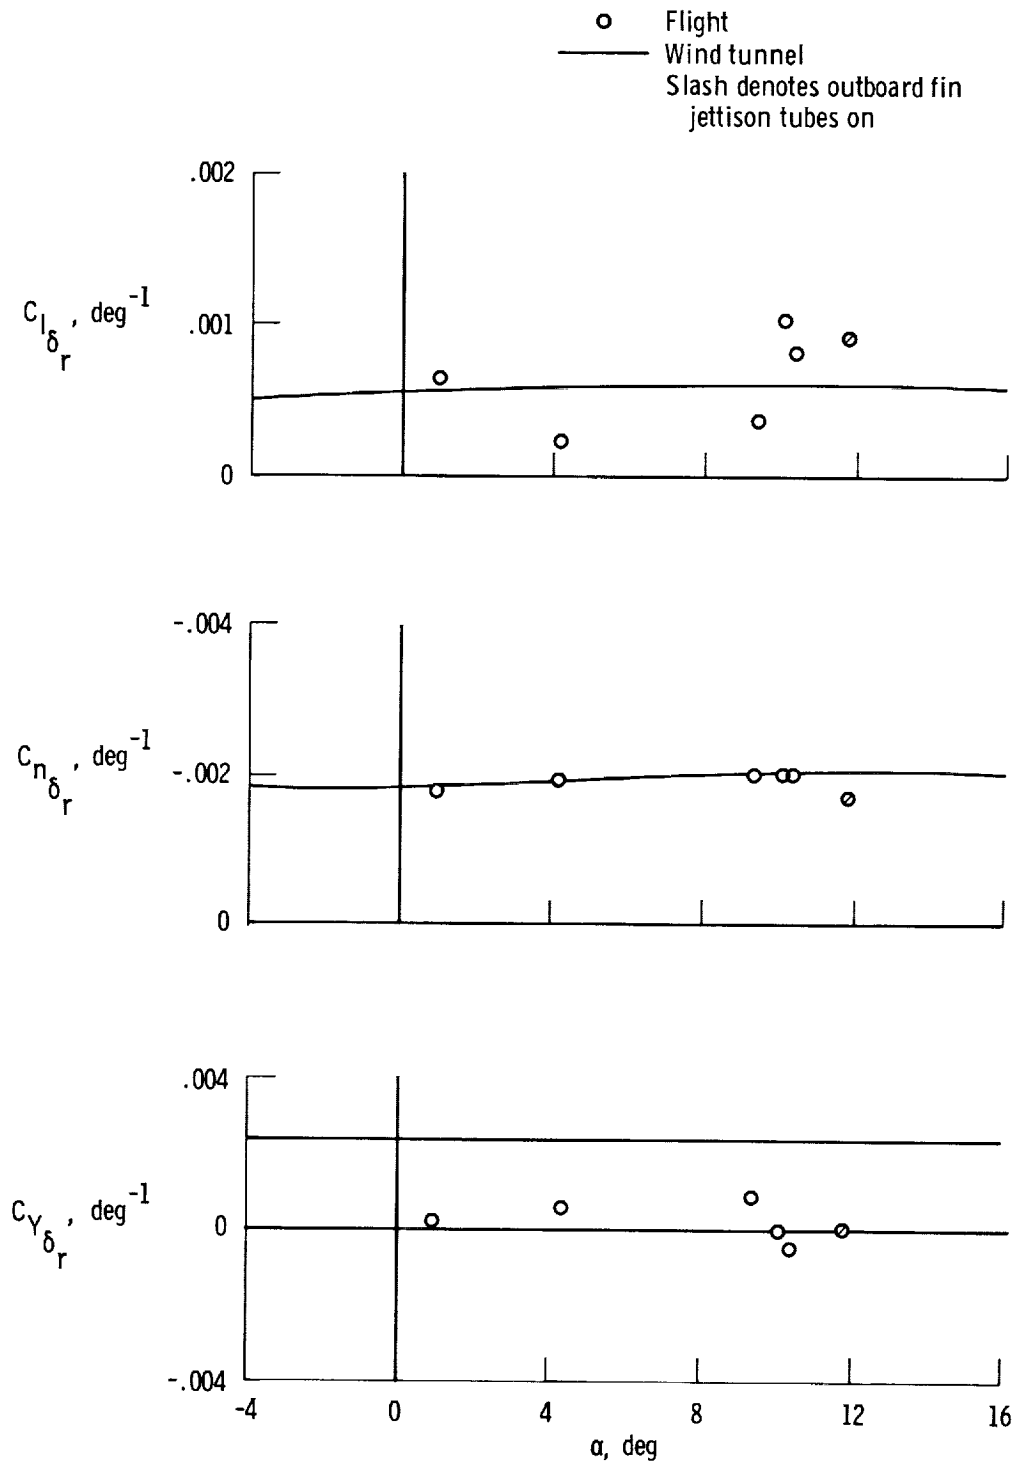 Flight
Wind tunnel
Slash denotes outboard fin
jettison tubes on
.002
C_{l_{δ_r}}, deg⁻¹
.001
0
-.004
C_{n_{δ_r}}, deg⁻¹
-.002
0
.004
C_{Y_{δ_r}}, deg⁻¹
0
-.004
-4 0 4 8 12 16
α, deg